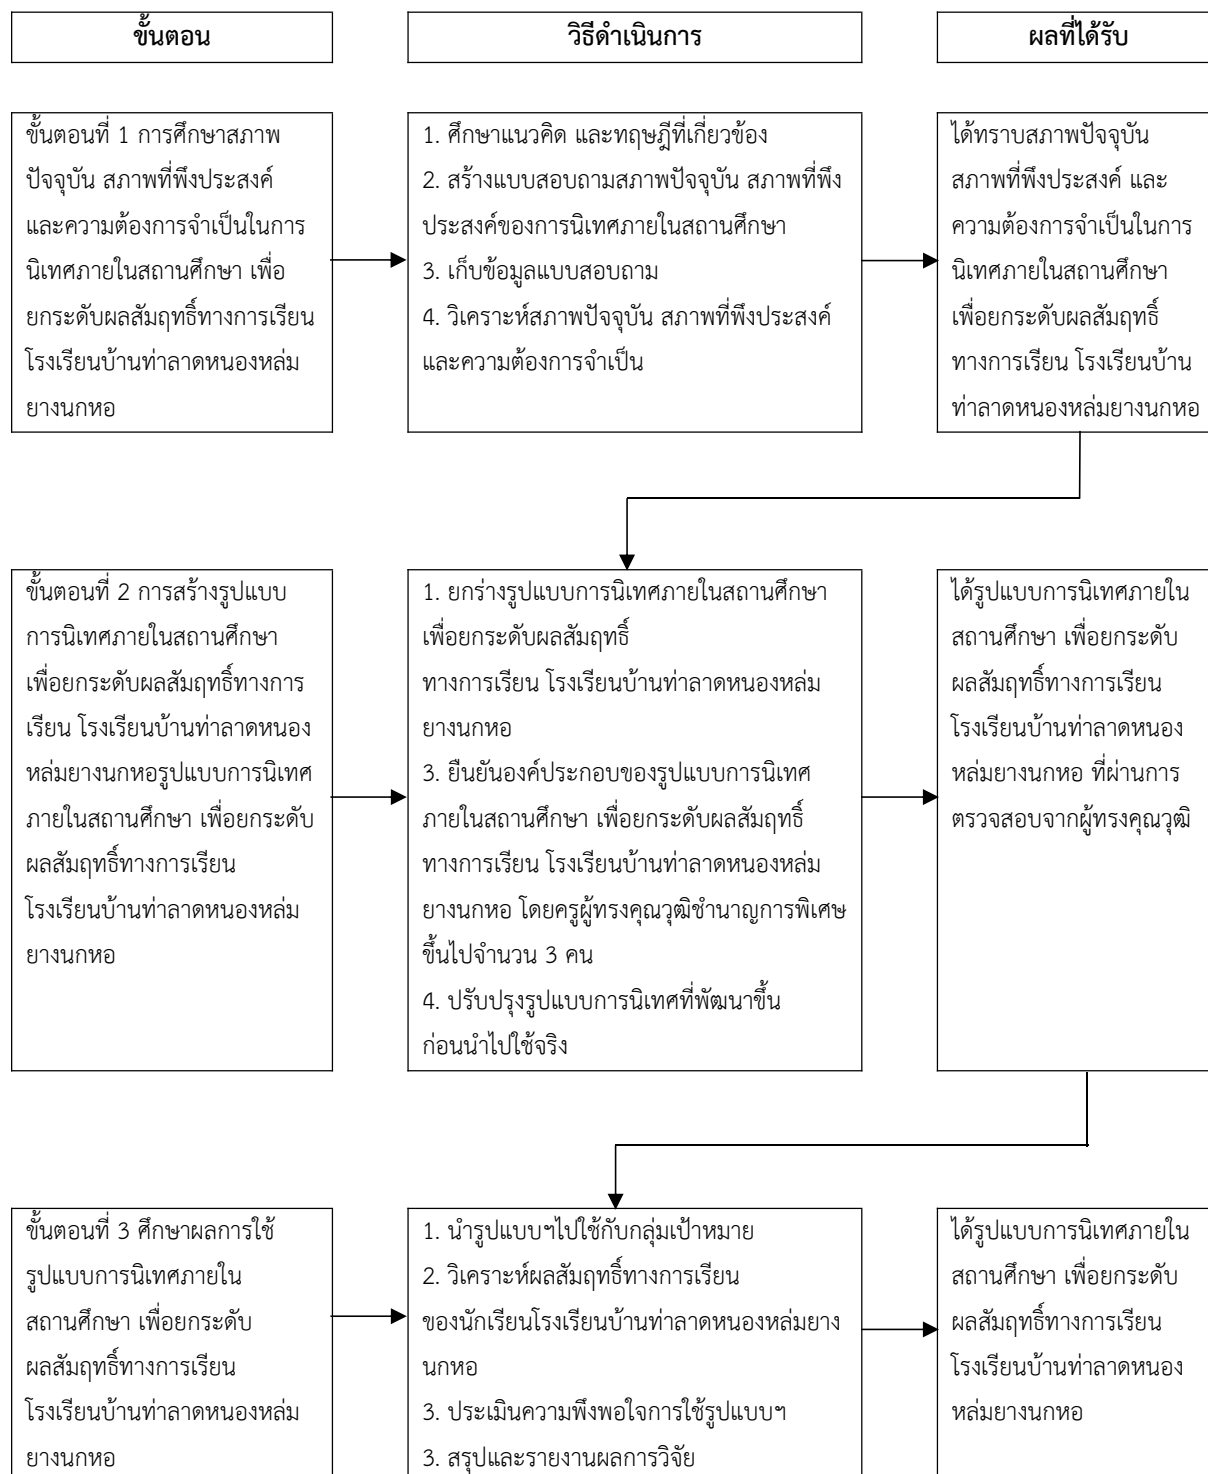 ขั้นตอน
วิธีดำเนินการ
ผลที่ได้รับ
ขั้นตอนที่ 1 การศึกษาสภาพ
ปัจจุบัน สภาพที่พึงประสงค์
และความต้องการจำเป็นในการ
นิเทศภายในสถานศึกษา เพื่อ
ยกระดับผลสัมฤทธิ์ทางการเรียน
โรงเรียนบ้านท่าลาดหนองหล่ม
ยางนกหอ
1. ศึกษาแนวคิด และทฤษฎีที่เกี่ยวข้อง
2. สร้างแบบสอบถามสภาพปัจจุบัน สภาพที่พึง
ประสงค์ของการนิเทศภายในสถานศึกษา
3. เก็บข้อมูลแบบสอบถาม
4. วิเคราะห์สภาพปัจจุบัน สภาพที่พึงประสงค์
และความต้องการจำเป็น
ได้ทราบสภาพปัจจุบัน
สภาพที่พึงประสงค์ และ
ความต้องการจำเป็นในการ
นิเทศภายในสถานศึกษา
เพื่อยกระดับผลสัมฤทธิ์
ทางการเรียน โรงเรียนบ้าน
ท่าลาดหนองหล่มยางนกหอ
ขั้นตอนที่ 2 การสร้างรูปแบบ
การนิเทศภายในสถานศึกษา
เพื่อยกระดับผลสัมฤทธิ์ทางการ
เรียน โรงเรียนบ้านท่าลาดหนอง
หล่มยางนกหอรูปแบบการนิเทศ
ภายในสถานศึกษา เพื่อยกระดับ
ผลสัมฤทธิ์ทางการเรียน
โรงเรียนบ้านท่าลาดหนองหล่ม
ยางนกหอ
1. ยกร่างรูปแบบการนิเทศภายในสถานศึกษา
เพื่อยกระดับผลสัมฤทธิ์
ทางการเรียน โรงเรียนบ้านท่าลาดหนองหล่ม
ยางนกหอ
3. ยืนยันองค์ประกอบของรูปแบบการนิเทศ
ภายในสถานศึกษา เพื่อยกระดับผลสัมฤทธิ์
ทางการเรียน โรงเรียนบ้านท่าลาดหนองหล่ม
ยางนกหอ โดยครูผู้ทรงคุณวุฒิชำนาญการพิเศษ
ขึ้นไปจำนวน 3 คน
4. ปรับปรุงรูปแบบการนิเทศที่พัฒนาขึ้น
ก่อนนำไปใช้จริง
ได้รูปแบบการนิเทศภายใน
สถานศึกษา เพื่อยกระดับ
ผลสัมฤทธิ์ทางการเรียน
โรงเรียนบ้านท่าลาดหนอง
หล่มยางนกหอ ที่ผ่านการ
ตรวจสอบจากผู้ทรงคุณวุฒิ
ขั้นตอนที่ 3 ศึกษาผลการใช้
รูปแบบการนิเทศภายใน
สถานศึกษา เพื่อยกระดับ
ผลสัมฤทธิ์ทางการเรียน
โรงเรียนบ้านท่าลาดหนองหล่ม
ยางนกหอ
1. นำรูปแบบฯไปใช้กับกลุ่มเป้าหมาย
2. วิเคราะห์ผลสัมฤทธิ์ทางการเรียน
ของนักเรียนโรงเรียนบ้านท่าลาดหนองหล่มยาง
นกหอ
3. ประเมินความพึงพอใจการใช้รูปแบบฯ
3. สรุปและรายงานผลการวิจัย
ได้รูปแบบการนิเทศภายใน
สถานศึกษา เพื่อยกระดับ
ผลสัมฤทธิ์ทางการเรียน
โรงเรียนบ้านท่าลาดหนอง
หล่มยางนกหอ